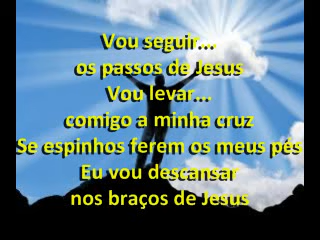 Vou seguir...
os passos de Jesus
Vou levar...
comigo a minha cruz
Se espinhos ferem os meus pés
Eu vou descansar
nos braços de Jesus